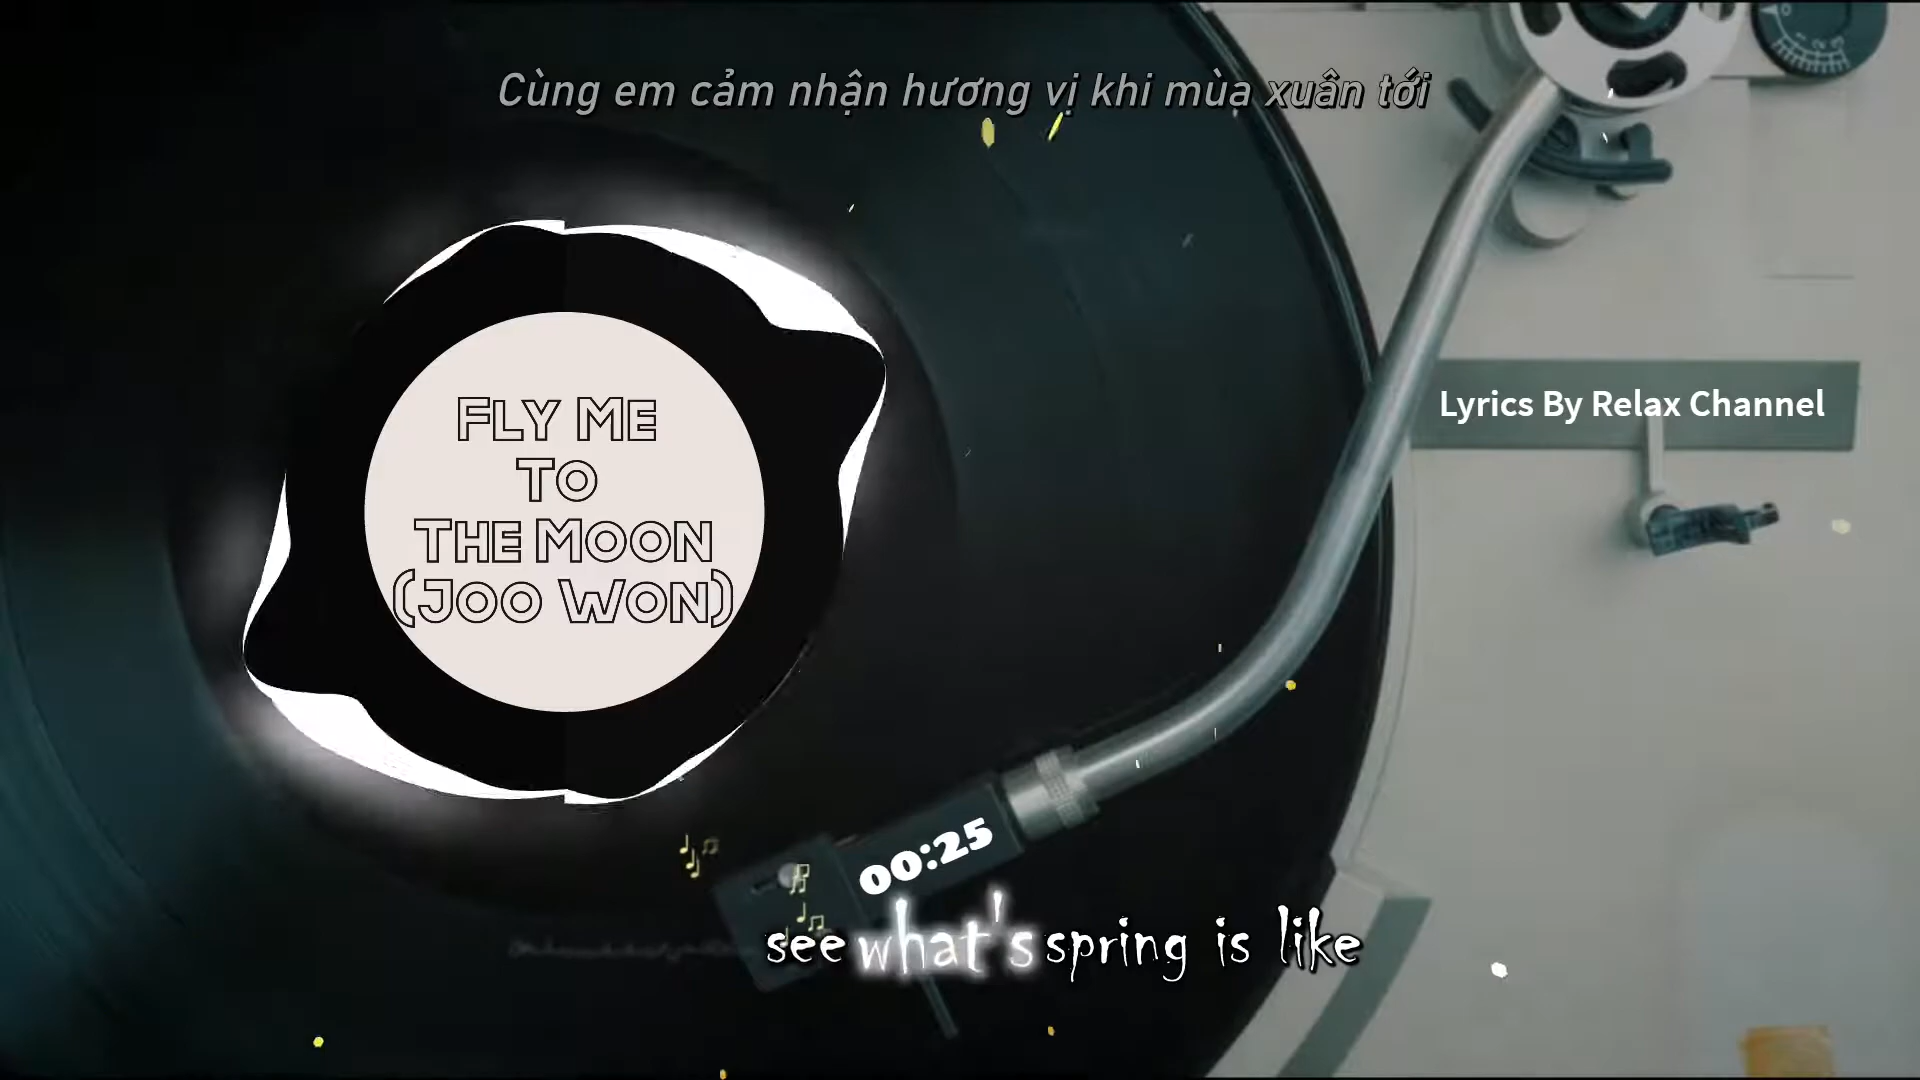 Cùng em cảm nhận hương vị khi mùa xuân tới
Lyrics By Relax Channel
FLY ME
TO
THE MOON
(JOO WON)
00:25
see what's spring is like